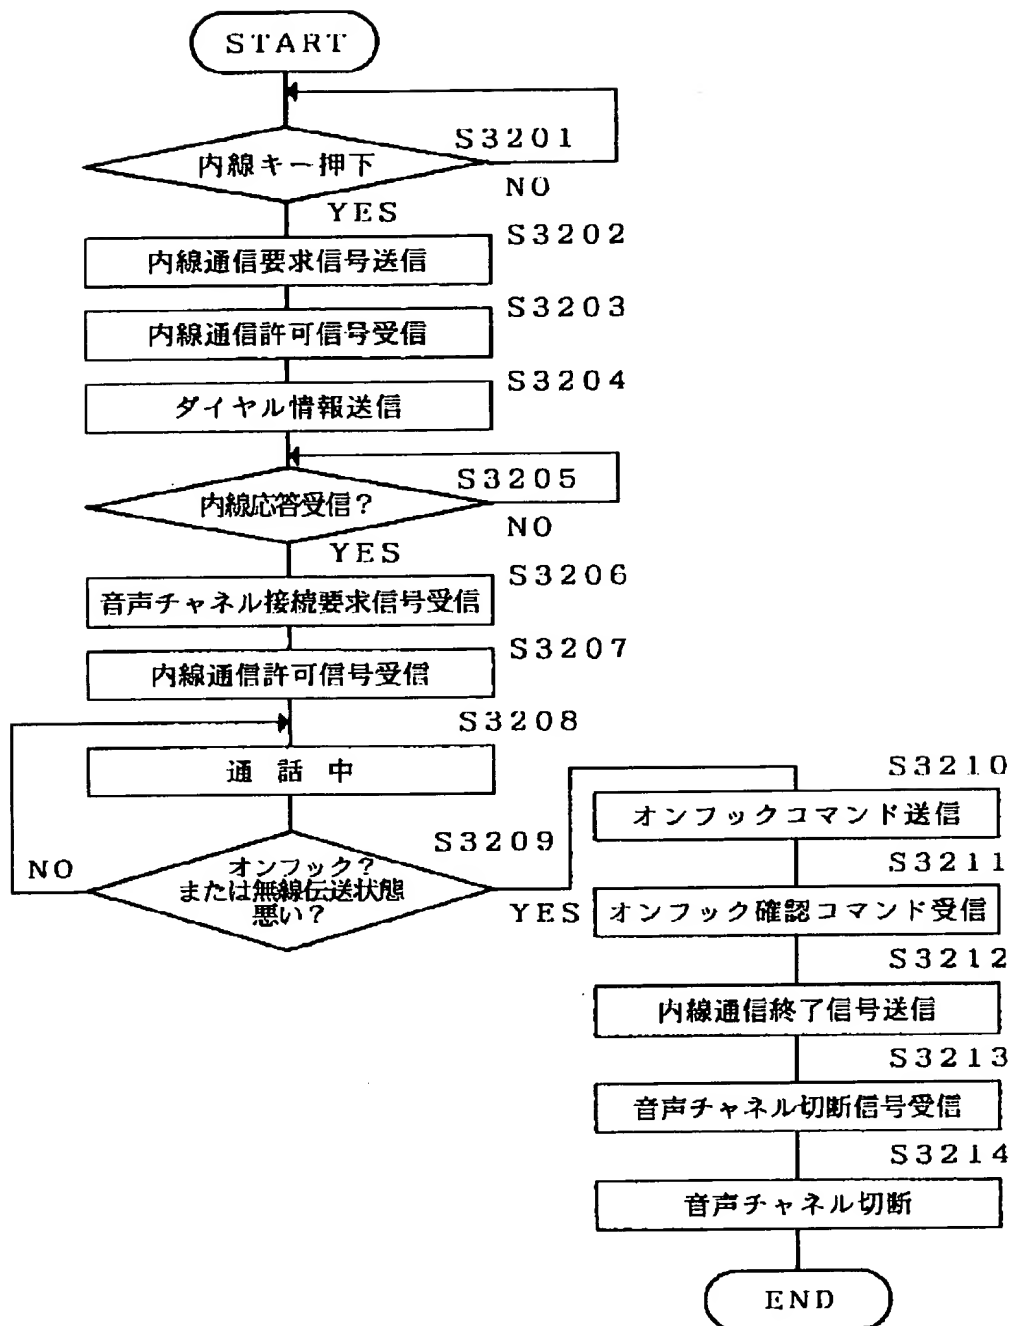 START
S3201
内線キー押下
NO
YES
S3202
内線通信要求信号送信
S3203
内線通信許可信号受信
S3204
ダイヤル情報送信
S3205
内線応答受信?
NO
YES
S3206
音声チャネル接続要求信号受信
S3207
内線通信許可信号受信
S3208
通話中
S3209
オンフック?
または無線伝送状態
悪い?
NO
YES
S3210
オンフックコマンド送信
S3211
オンフック確認コマンド受信
S3212
内線通信終了信号送信
S3213
音声チャネル切断信号受信
S3214
音声チャネル切断
END